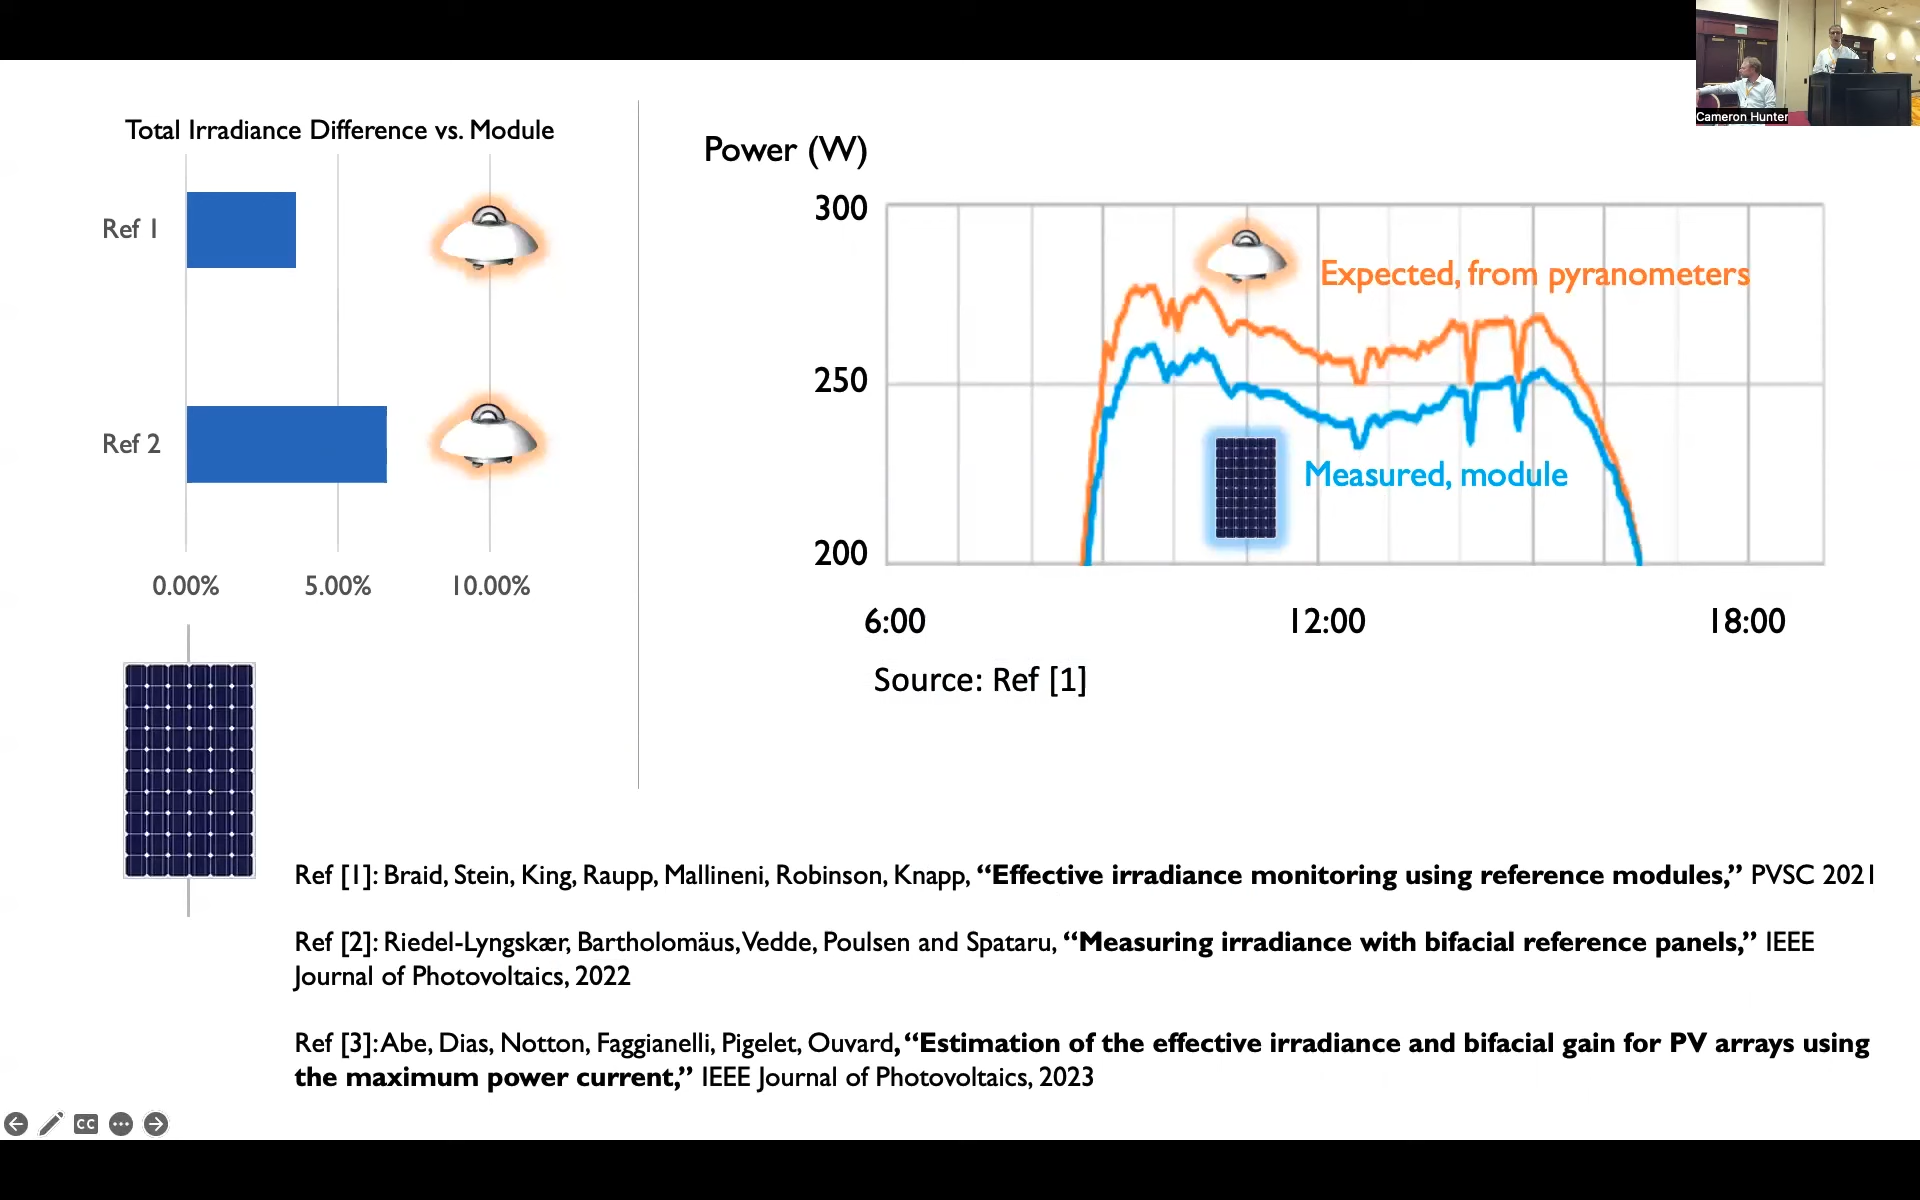 Cameron Hunter
Total Irradiance Difference vs. Module
Ref 1
Ref 2
0.00%
5.00%
10.00%
Power (W)
300
250
200
Expected, from pyranometers
Measured, module
6:00
12:00
18:00
Source: Ref [1]
Ref [1]: Braid, Stein, King, Raupp, Mallineni, Robinson, Knapp, “Effective irradiance monitoring using reference modules,” PVSC 2021
Ref [2]: Riedel-Lyngskær, Bartholomäus, Vedde, Poulsen and Spataru, “Measuring irradiance with bifacial reference panels,” IEEE
Journal of Photovoltaics, 2022
Ref [3]: Abe, Dias, Notton, Faggianelli, Pigelet, Ouvard, “Estimation of the effective irradiance and bifacial gain for PV arrays using
the maximum power current,” IEEE Journal of Photovoltaics, 2023
CC